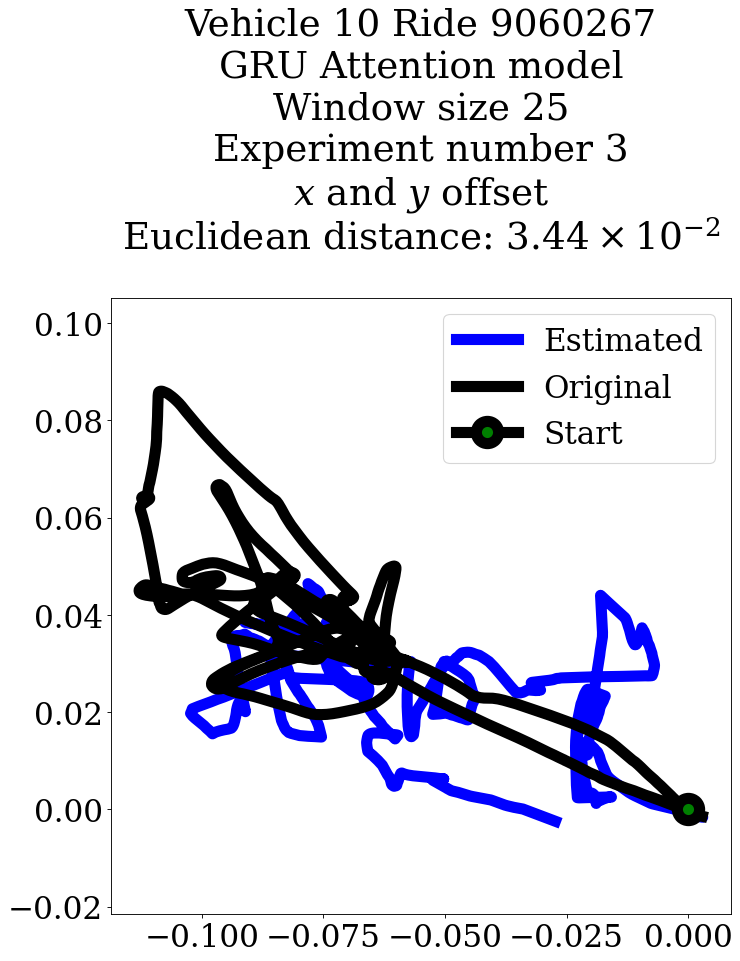 Vehicle 10 Ride 9060267
GRU Attention model
Window size 25
Experiment number 3
x and y offset
Euclidean distance: 3.44 × 10⁻²
Estimated
Original
Start
0.10
0.08
0.06
0.04
0.02
0.00
−0.02
−0.100 −0.075 −0.050 −0.025 0.000